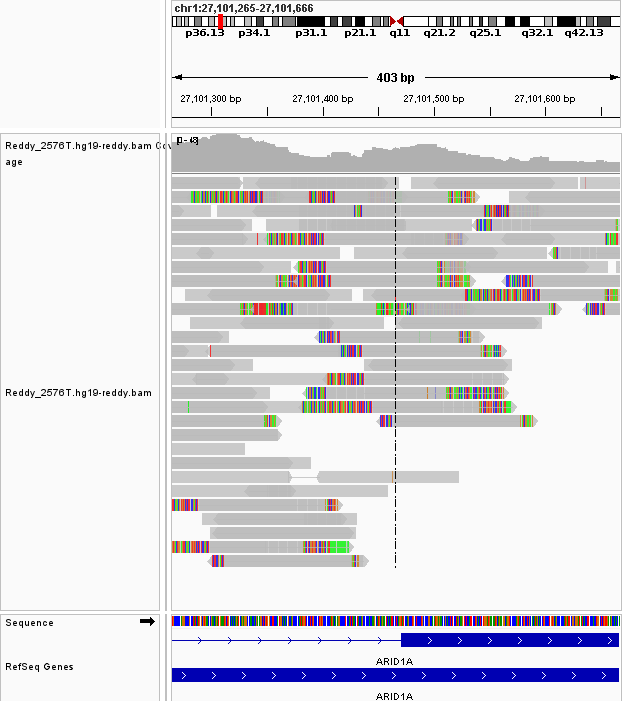 chr1:27,101,265-27,101,666
p36.13 p34.1 p31.1 p21.1 q11 q21.2 q25.1 q32.1 q42.13
403 bp
27,101,300 bp 27,101,400 bp 27,101,500 bp 27,101,600 bp
Reddy_2576T.hg19-reddy.bam Cov
age
Reddy_2576T.hg19-reddy.bam
Sequence
ARID1A
RefSeq Genes
ARID1A